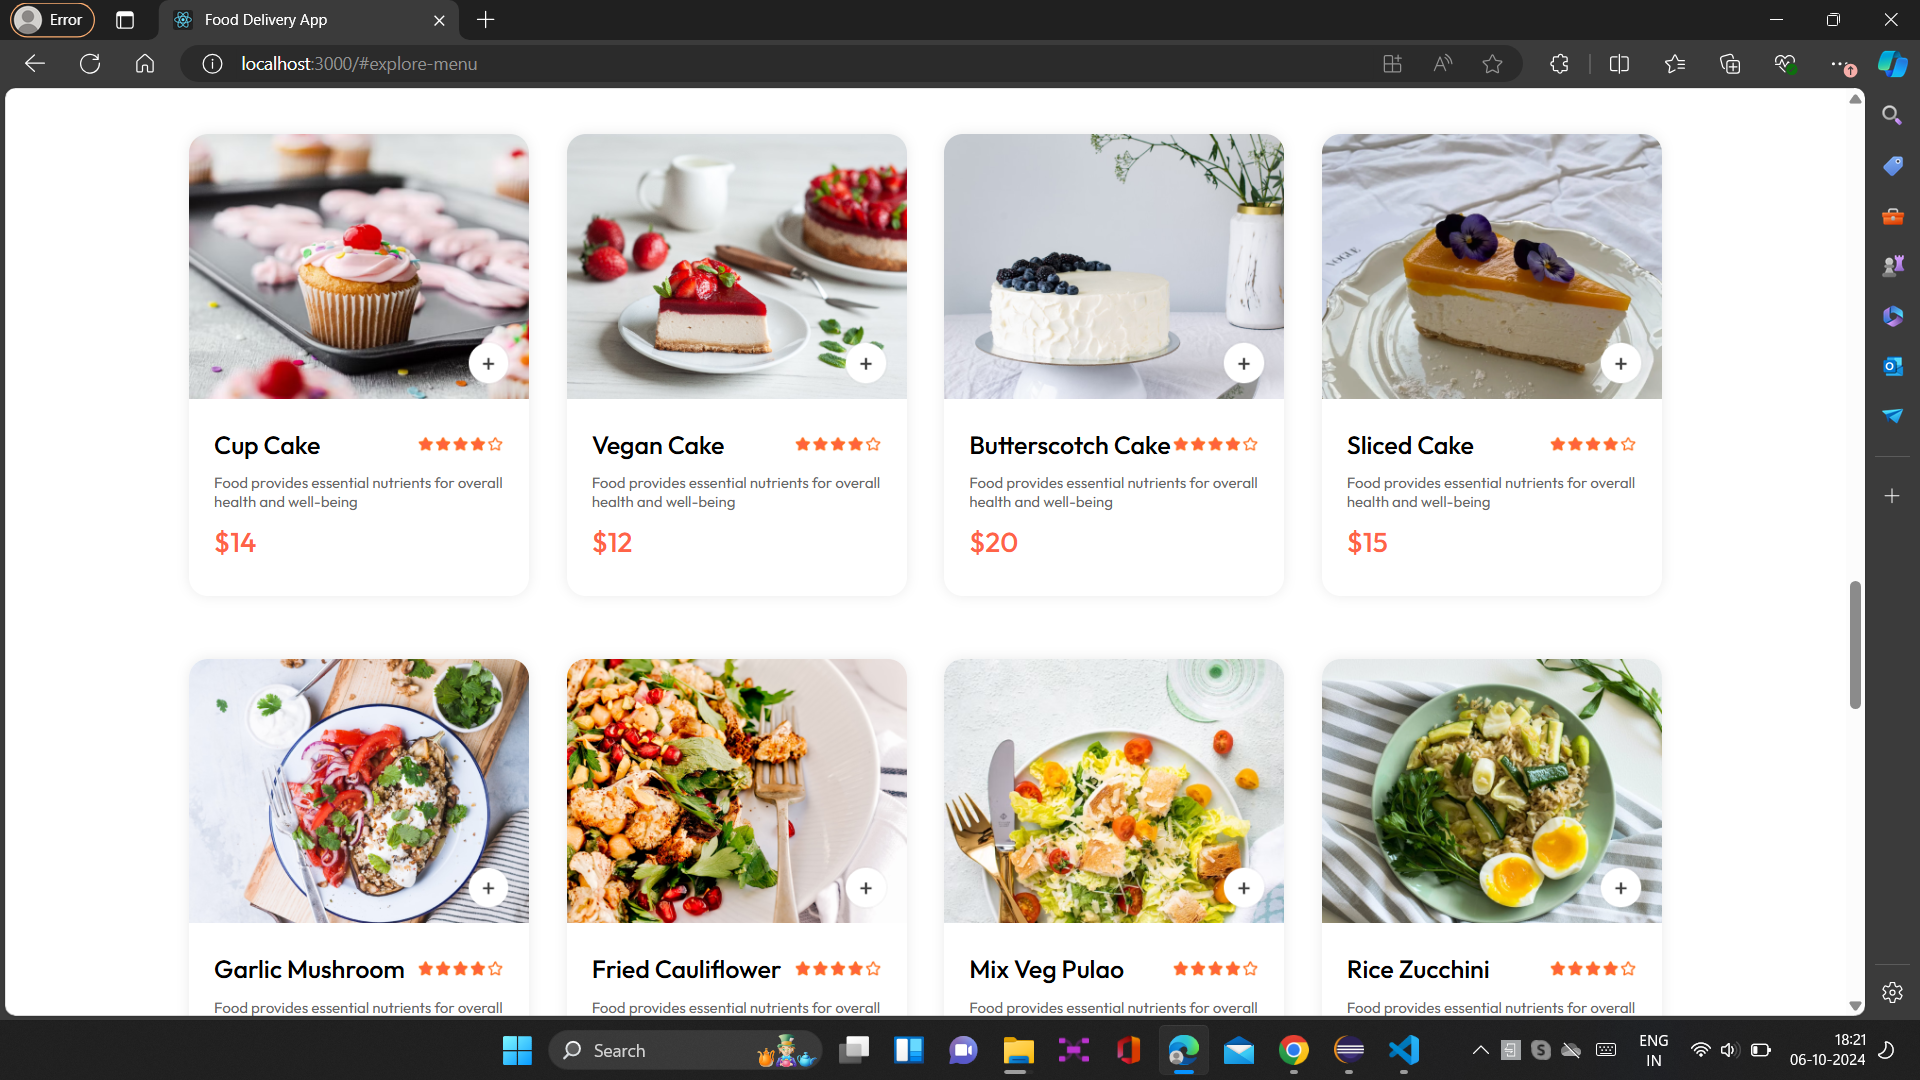 Error
Food Delivery App
localhost:3000/#explore-menu
VOGUE
Cup Cake
Food provides essential nutrients for overall
health and well-being
$14
Vegan Cake
Food provides essential nutrients for overall
health and well-being
$12
Butterscotch Cake
Food provides essential nutrients for overall
health and well-being
$20
Sliced Cake
Food provides essential nutrients for overall
health and well-being
$15
Garlic Mushroom
Food provides essential nutrients for overall
Fried Cauliflower
Food provides essential nutrients for overall
Mix Veg Pulao
Food provides essential nutrients for overall
Rice Zucchini
Food provides essential nutrients for overall
Search
ENG
IN
18:21
06-10-2024